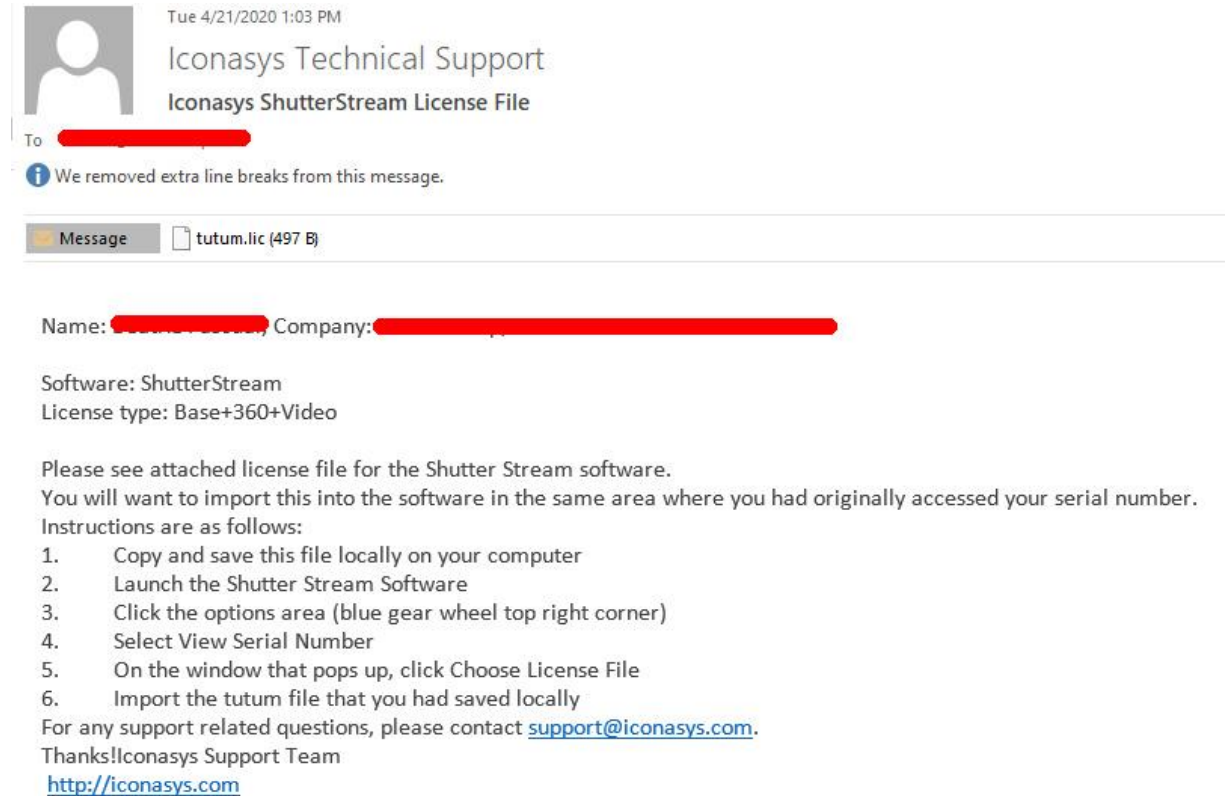 Tue 4/21/2020 1:03 PM
Iconasys Technical Support
Iconasys ShutterStream License File
To
We removed extra line breaks from this message.
Message tutum.lic (497 B)
Name: Company:
Software: ShutterStream
License type: Base+360+Video
Please see attached license file for the Shutter Stream software.
You will want to import this into the software in the same area where you had originally accessed your serial number.
Instructions are as follows:
1. Copy and save this file locally on your computer
2. Launch the Shutter Stream Software
3. Click the options area (blue gear wheel top right corner)
4. Select View Serial Number
5. On the window that pops up, click Choose License File
6. Import the tutum file that you had saved locally
For any support related questions, please contact support@iconasys.com.
Thanks!Iconasys Support Team
http://iconasys.com